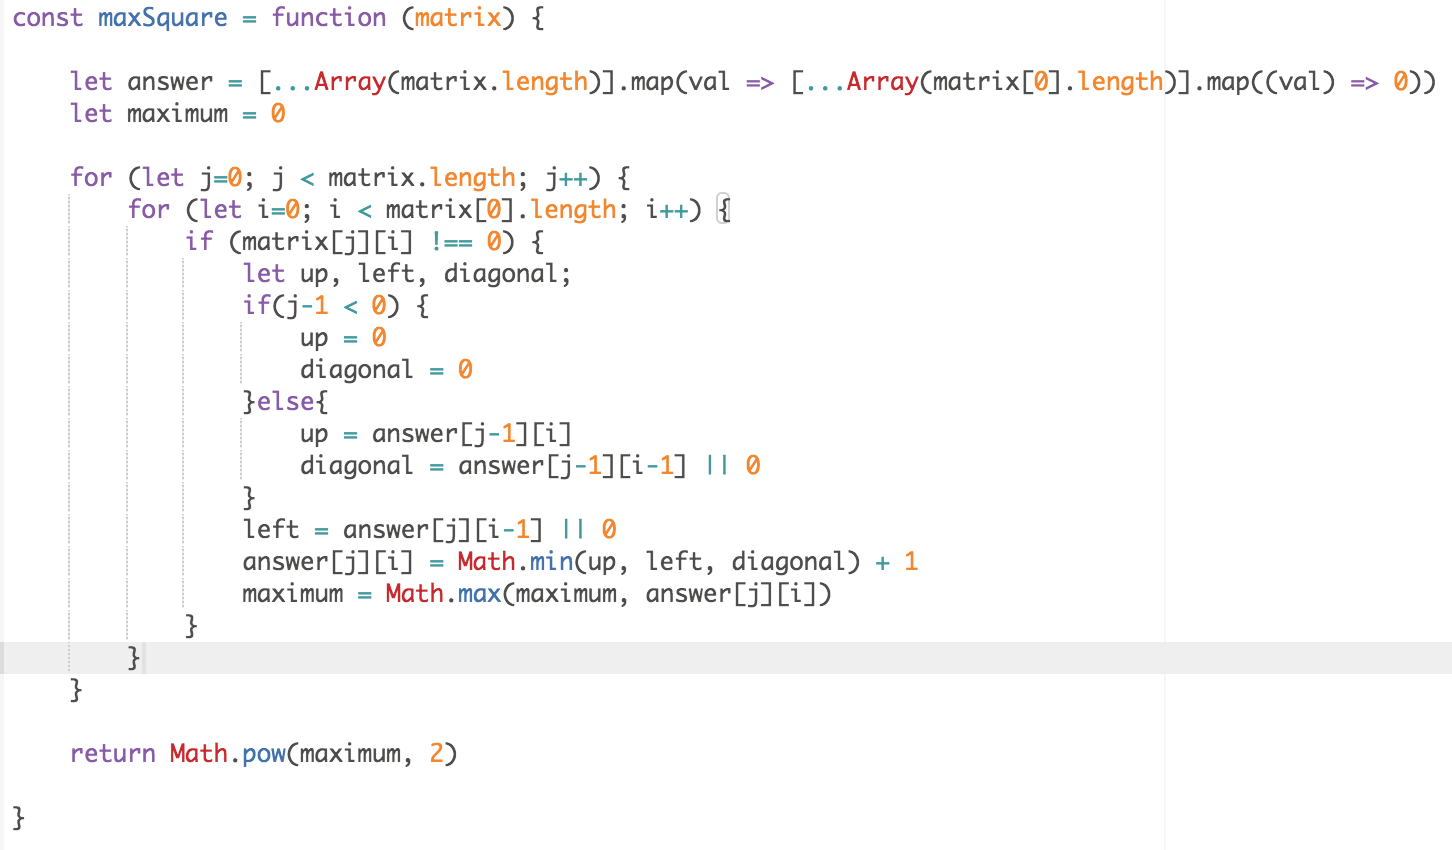 const maxSquare = function (matrix) {
let answer = [...Array(matrix.length)].map(val => [...Array(matrix[0].length)].map((val) => 0))
let maximum = 0
for (let j=0; j < matrix.length; j++) {
for (let i=0; i < matrix[0].length; i++) {
if (matrix[j][i] !== 0) {
let up, left, diagonal;
if(j-1 < 0) {
up = 0
diagonal = 0
}else{
up = answer[j-1][i]
diagonal = answer[j-1][i-1] || 0
}
left = answer[j][i-1] || 0
answer[j][i] = Math.min(up, left, diagonal) + 1
maximum = Math.max(maximum, answer[j][i])
}
}
}
return Math.pow(maximum, 2)
}